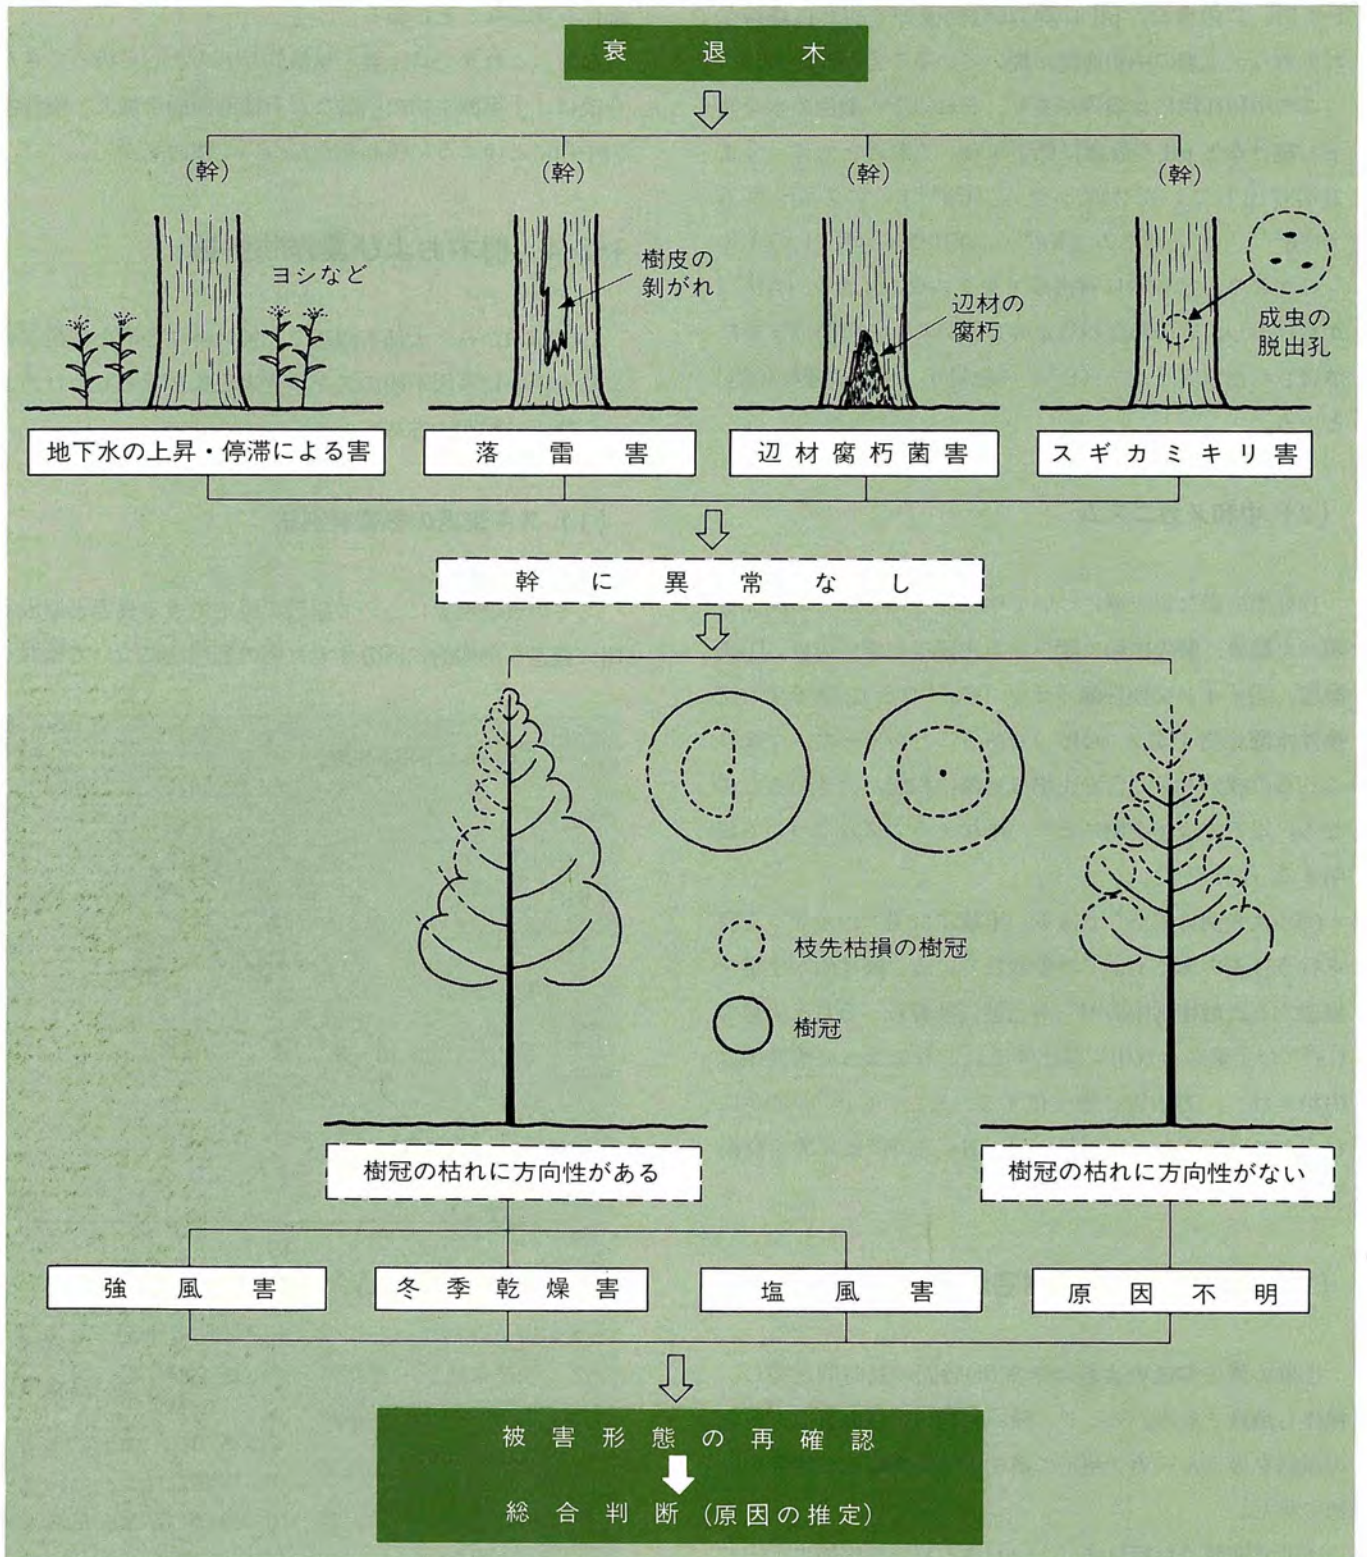 衰退木
(幹)
(幹)
(幹)
(幹)
ヨシなど
樹皮の
剝がれ
辺材の
腐朽
成虫の
脱出孔
地下水の上昇・停滞による害
落雷害
辺材腐朽菌害
スギカミキリ害
幹に異常なし
枝先枯損の樹冠
樹冠
樹冠の枯れに方向性がある
樹冠の枯れに方向性がない
強風害
冬季乾燥害
塩風害
原因不明
被害形態の再確認
総合判断(原因の推定)